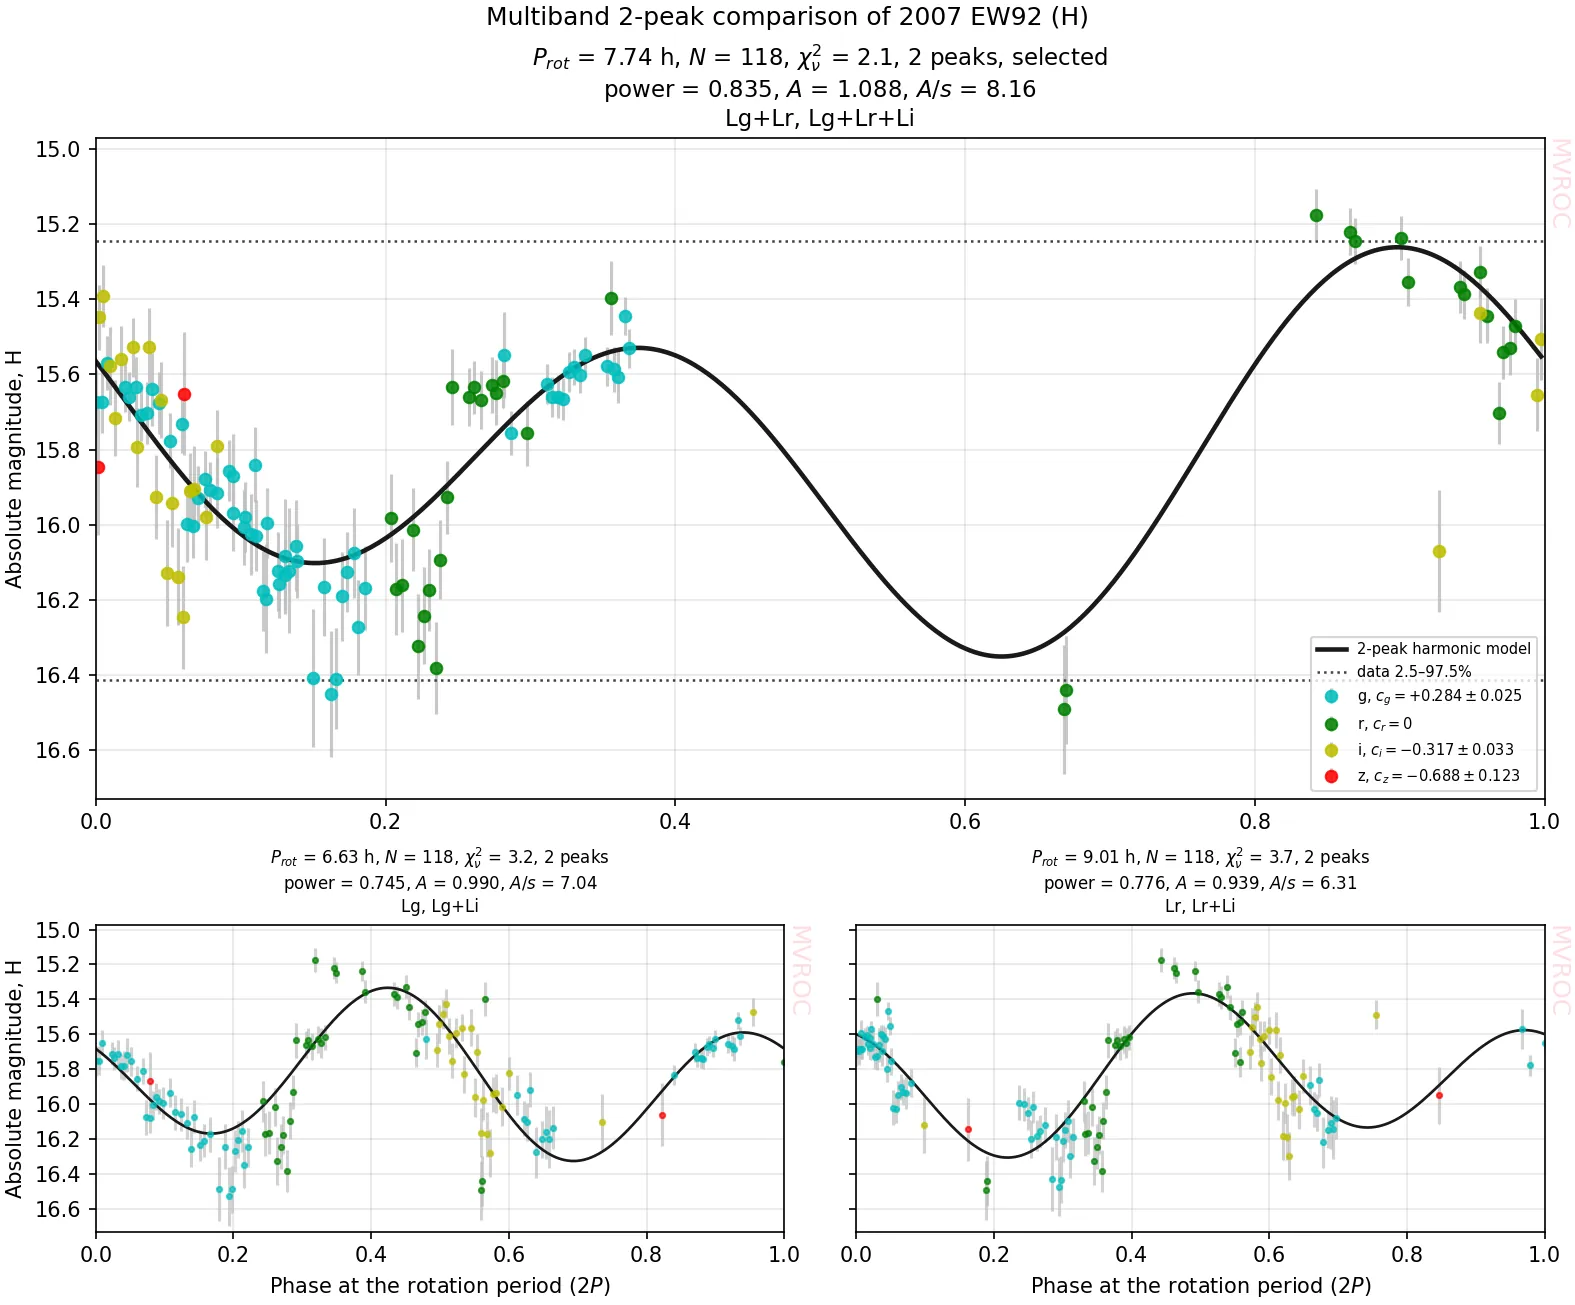 Multiband 2-peak comparison of 2007 EW92 (H)
P_rot = 7.74 h, N = 118, χ²_ν = 2.1, 2 peaks, selected
power = 0.835, A = 1.088, A/s = 8.16
Lg+Lr, Lg+Lr+Li
MVROC
Absolute magnitude, H
15.0
15.2
15.4
15.6
15.8
16.0
16.2
16.4
16.6
2-peak harmonic model
data 2.5–97.5%
g, c_g = +0.284 ± 0.025
r, c_r = 0
i, c_i = −0.317 ± 0.033
z, c_z = −0.688 ± 0.123
0.0 0.2 0.4 0.6 0.8 1.0
P_rot = 6.63 h, N = 118, χ²_ν = 3.2, 2 peaks
power = 0.745, A = 0.990, A/s = 7.04
Lg, Lg+Li
MVROC
Absolute magnitude, H
15.0
15.2
15.4
15.6
15.8
16.0
16.2
16.4
16.6
0.0 0.2 0.4 0.6 0.8 1.0
Phase at the rotation period (2P)
P_rot = 9.01 h, N = 118, χ²_ν = 3.7, 2 peaks
power = 0.776, A = 0.939, A/s = 6.31
Lr, Lr+Li
MVROC
0.0 0.2 0.4 0.6 0.8 1.0
Phase at the rotation period (2P)